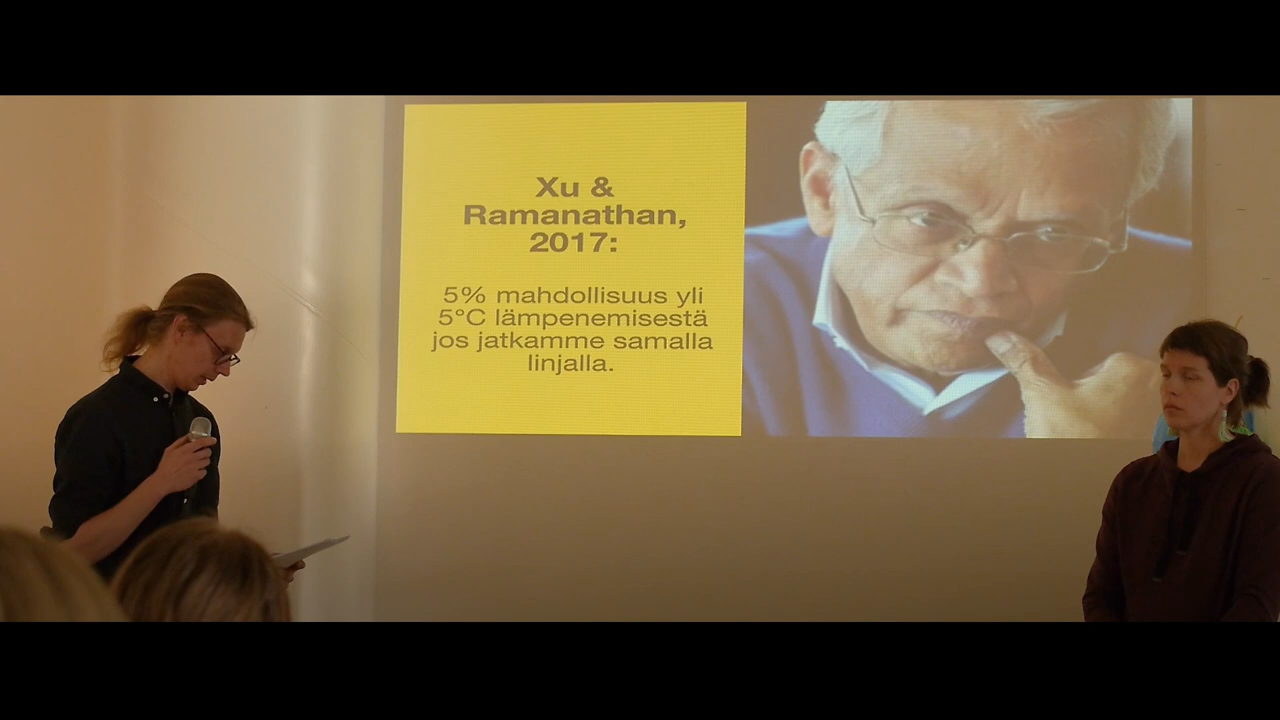 Xu &
Ramanathan,
2017:
5% mahdollisuus yli
5°C lämpenemisestä
jos jatkamme samalla
linjalla.